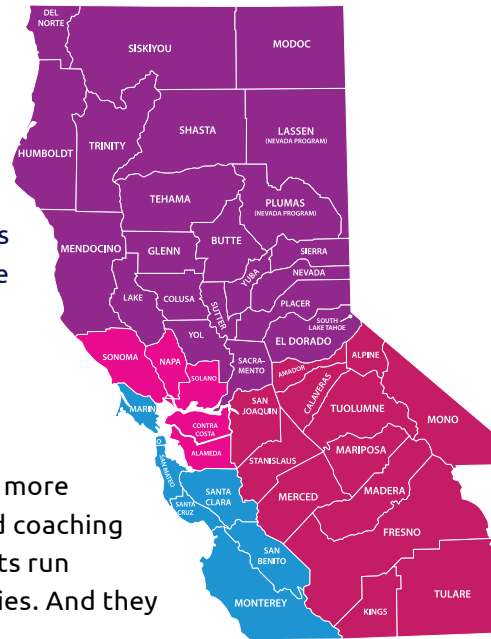 DEL
NORTE
SISKIYOU
MODOC
HUMBOLDT
TRINITY
SHASTA
LASSEN
(NEVADA PROGRAM)
TEHAMA
PLUMAS
(NEVADA PROGRAM)
MENDOCINO
GLENN
BUTTE
SIERRA
YUBA
NEVADA
LAKE
COLUSA
SUTTER
PLACER
SOUTH
LAKE TAHOE
YOL
EL DORADO
SONOMA
NAPA
SOLANO
SACRA-
MENTO
ALPINE
AMADOR
CALAVERAS
MARIN
CONTRA
COSTA
ALAMEDA
SAN
JOAQUIN
TUOLUMNE
MONO
SAN MATEO
SANTA
CLARA
SANTA
CRUZ
STANISLAUS
MARIPOSA
MERCED
MADERA
FRESNO
SAN
BENITO
MONTEREY
KINGS
TULARE
s
e
more
d coaching
ts run
ies. And they